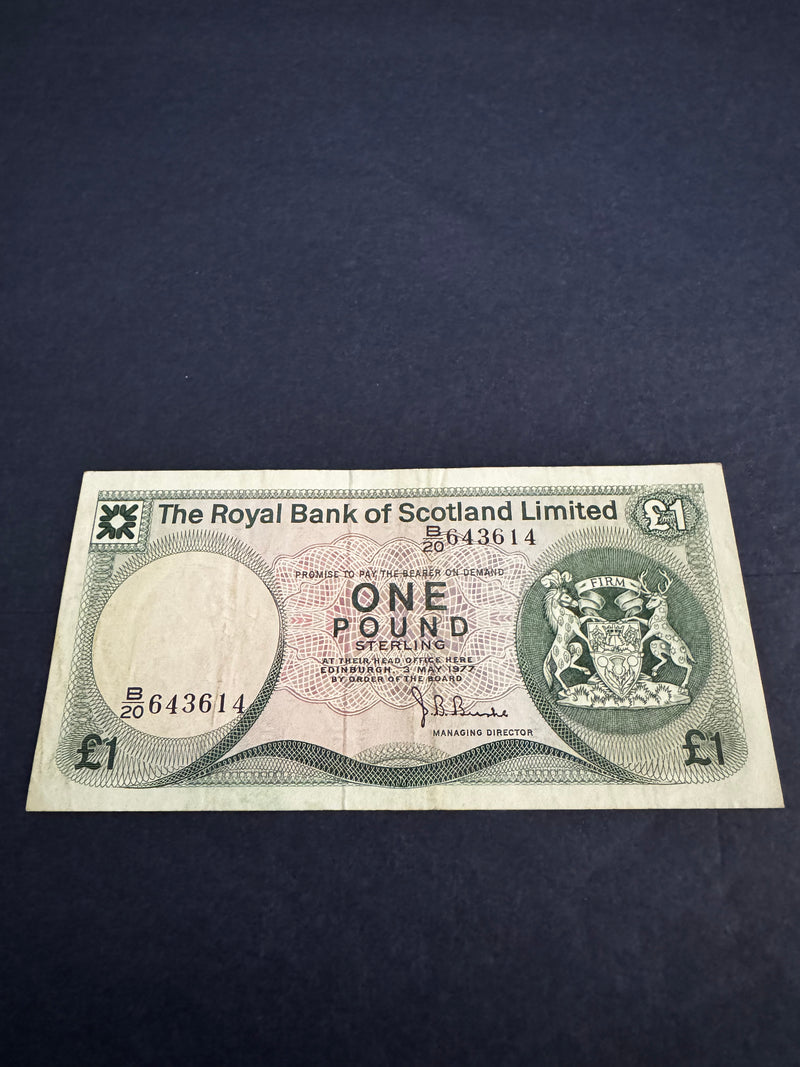 The Royal Bank of Scotland Limited
£1
B/20 643614
PROMISE TO PAY THE BEARER ON DEMAND
ONE
POUND
STERLING
AT THEIR HEAD OFFICE HERE
EDINBURGH, 3 MAY 1977
BY ORDER OF THE BOARD
FIRM
B/20 643614
J.B. Burke
MANAGING DIRECTOR
£1
£1